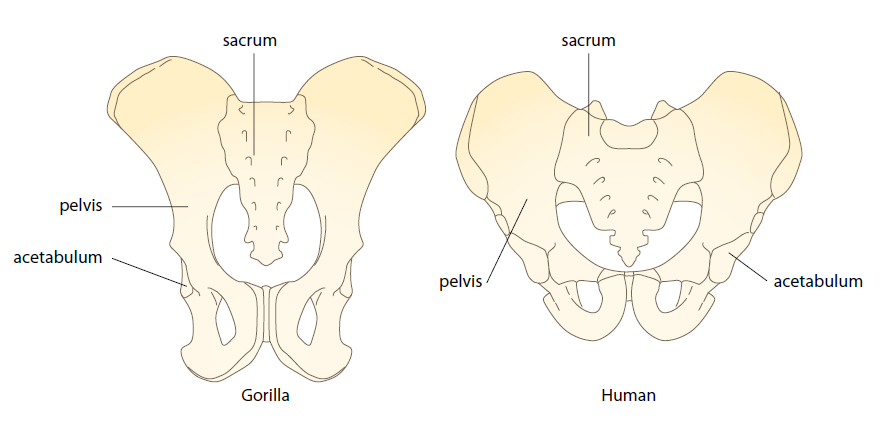 sacrum
sacrum
pelvis
acetabulum
pelvis
acetabulum
Gorilla
Human